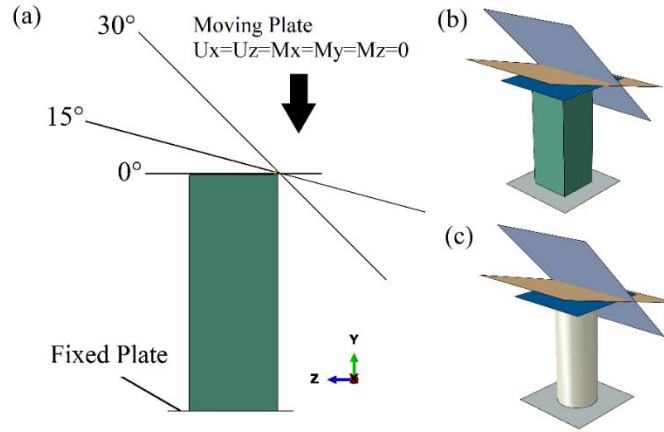 (a)
30°
Moving Plate
Ux=Uz=Mx=My=Mz=0
15°
0°
Fixed Plate
Y
Z
X
(b)
(c)